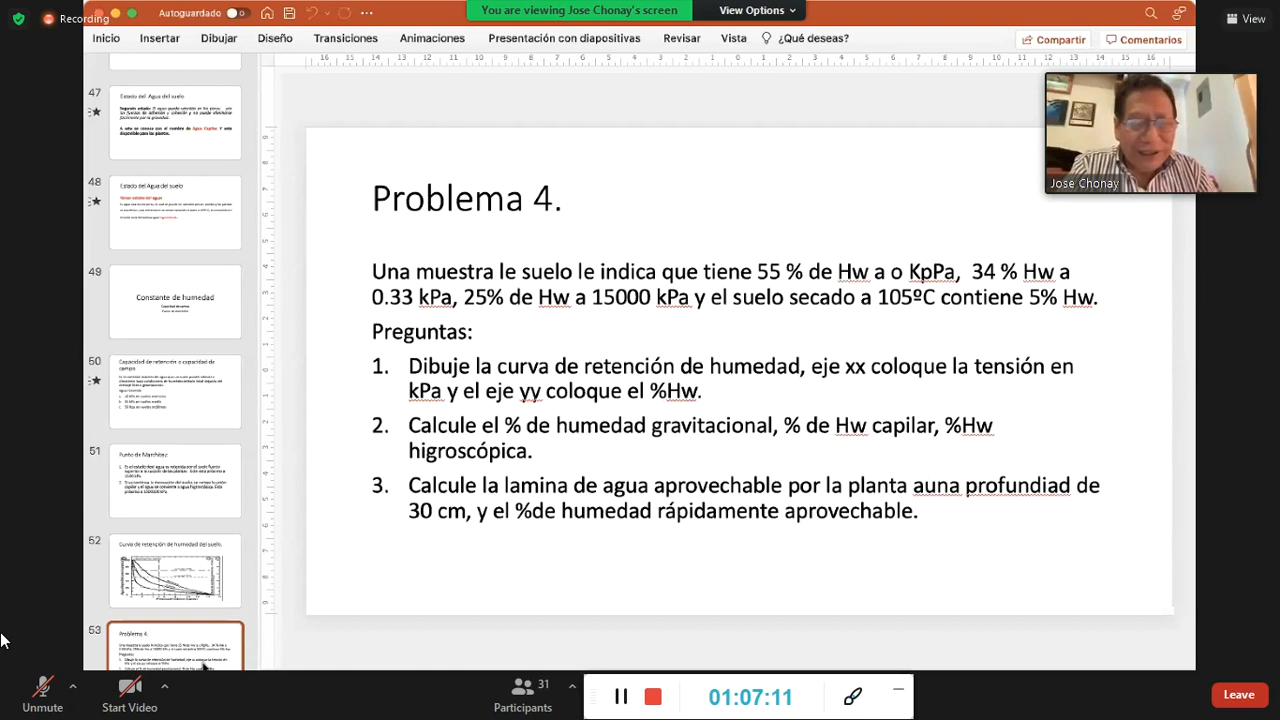 Recording
Autoguardado
You are viewing Jose Chonay's screen
View Options
View
Inicio Insertar Dibujar Diseño Transiciones Animaciones Presentación con diapositivas Revisar Vista ¿Qué deseas? Compartir Comentarios
47
Estado del Agua del suelo
48
Estado del Agua del suelo
49
Constante de humedad
50
Capacidad de retención o capacidad de campo
51
Punto de Marchitez
52
Curva de retención de humedad del suelo.
53
Problema 4.
Jose Chonay
Problema 4.
Una muestra le suelo le indica que tiene 55 % de Hw a o KpPa, 34 % Hw a
0.33 kPa, 25% de Hw a 15000 kPa y el suelo secado a 105ºC contiene 5% Hw.
Preguntas:
1. Dibuje la curva de retención de humedad, eje xx coloque la tensión en
kPa y el eje yy coloque el %Hw.
2. Calcule el % de humedad gravitacional, % de Hw capilar, %Hw
higroscópica.
3. Calcule la lamina de agua aprovechable por la planta auna profundiad de
30 cm, y el %de humedad rápidamente aprovechable.
Unmute
Start Video
31
Participants
01:07:11
Leave